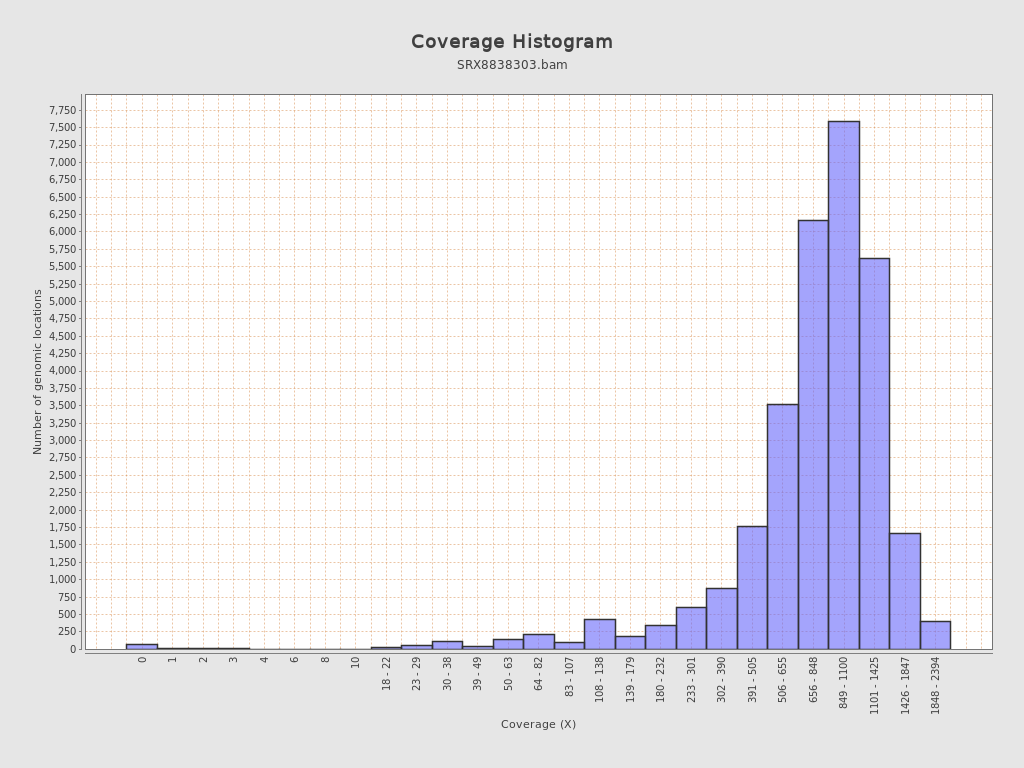 Coverage Histogram
SRX8838303.bam
Number of genomic locations
7,750
7,500
7,250
7,000
6,750
6,500
6,250
6,000
5,750
5,500
5,250
5,000
4,750
4,500
4,250
4,000
3,750
3,500
3,250
3,000
2,750
2,500
2,250
2,000
1,750
1,500
1,250
1,000
750
500
250
0
0
1
2
3
4
6
8
10
18 - 22
23 - 29
30 - 38
39 - 49
50 - 63
64 - 82
83 - 107
108 - 138
139 - 179
180 - 232
233 - 301
302 - 390
391 - 505
506 - 655
656 - 848
849 - 1100
1101 - 1425
1426 - 1847
1848 - 2394
Coverage (X)